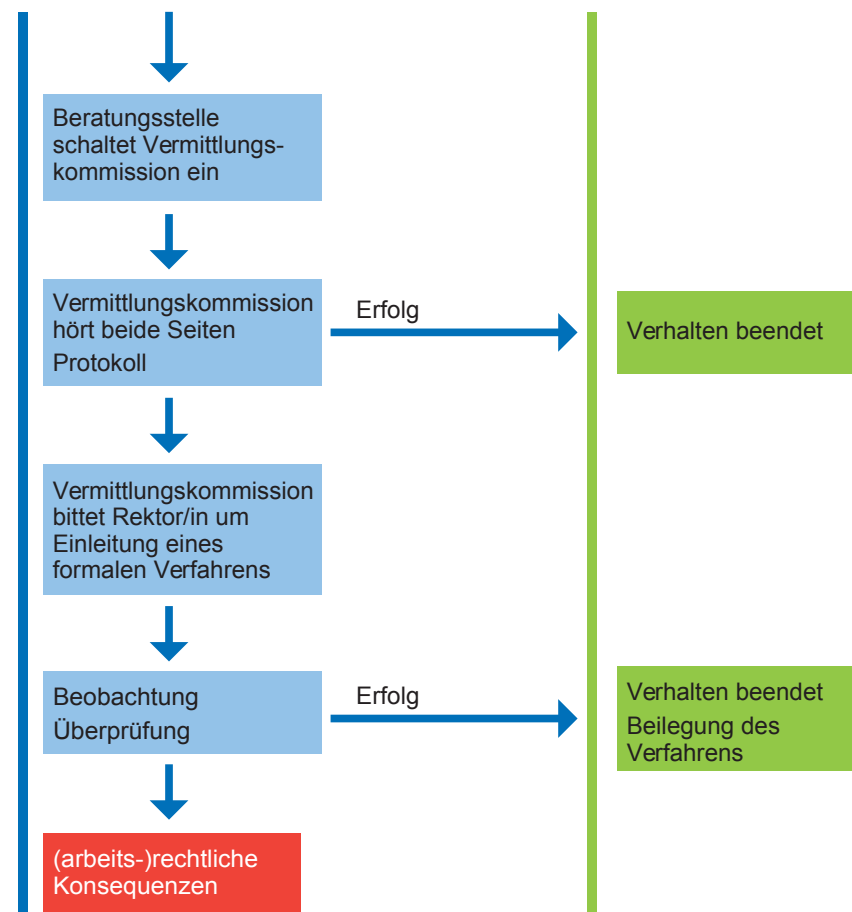 Beratungsstelle
schaltet Vermittlungs-
kommission ein
Vermittlungskommission
hört beide Seiten
Protokoll
Erfolg
Verhalten beendet
Vermittlungskommission
bittet Rektor/in um
Einleitung eines
formalen Verfahrens
Beobachtung
Überprüfung
Erfolg
Verhalten beendet
Beilegung des
Verfahrens
(arbeits-)rechtliche
Konsequenzen